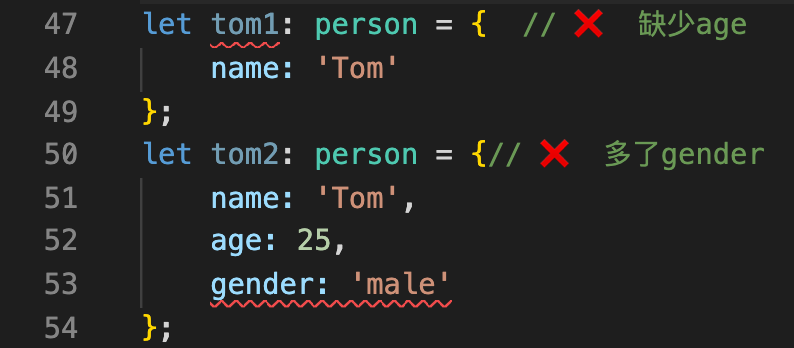 47 let tom1: person = { // ❌ 缺少age
48     name: 'Tom'
49 };
50 let tom2: person = {// ❌ 多了gender
51     name: 'Tom',
52     age: 25,
53     gender: 'male'
54 };